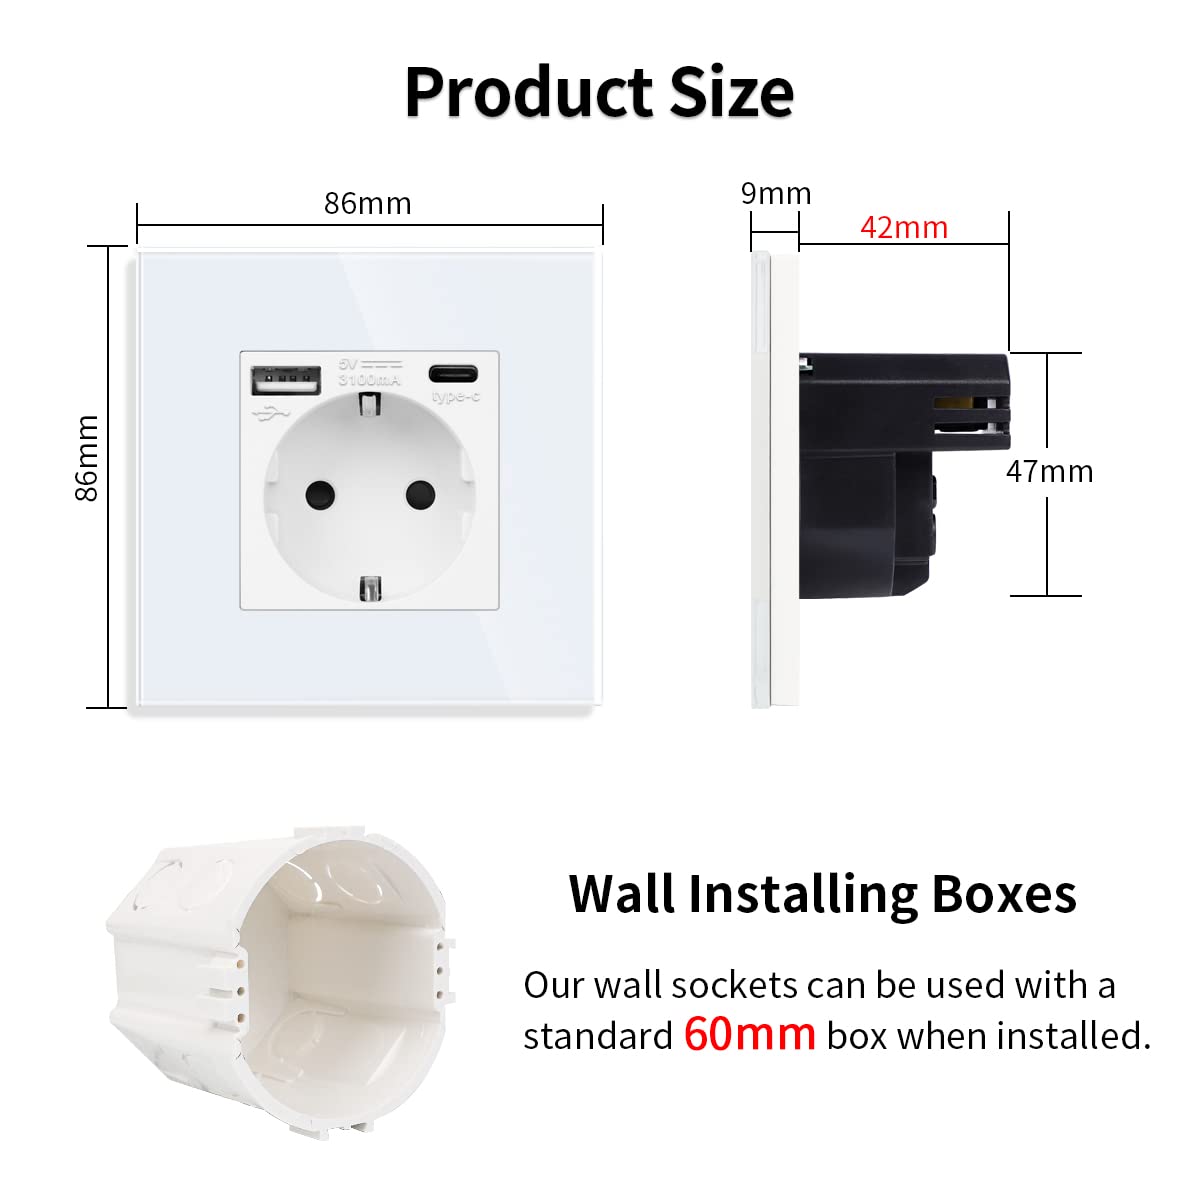 Product Size
86mm
9mm
42mm
86mm
5V
3100mA
type-c
47mm
Wall Installing Boxes
Our wall sockets can be used with a
standard 60mm box when installed.